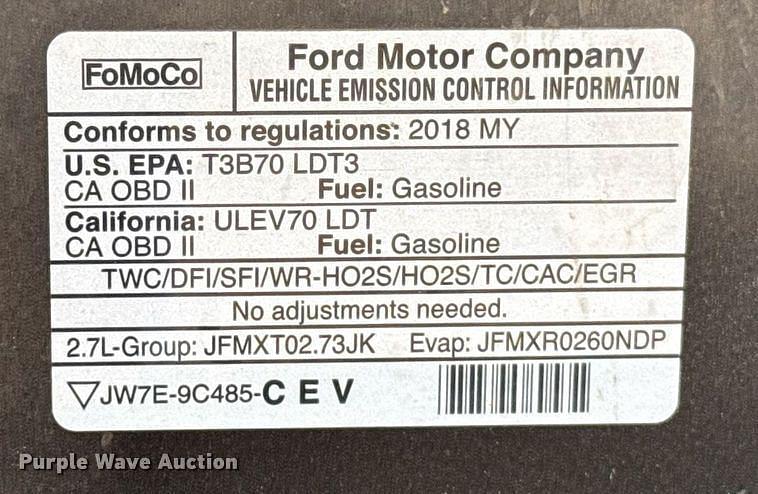 FoMoCo
Ford Motor Company
VEHICLE EMISSION CONTROL INFORMATION
Conforms to regulations: 2018 MY
U.S. EPA: T3B70 LDT3
CA OBD II Fuel: Gasoline
California: ULEV70 LDT
CA OBD II Fuel: Gasoline
TWC/DFI/SFI/WR-HO2S/HO2S/TC/CAC/EGR
No adjustments needed.
2.7L-Group: JFMXT02.73JK Evap: JFMXR0260NDP
▽JW7E-9C485-C E V
Purple Wave Auction